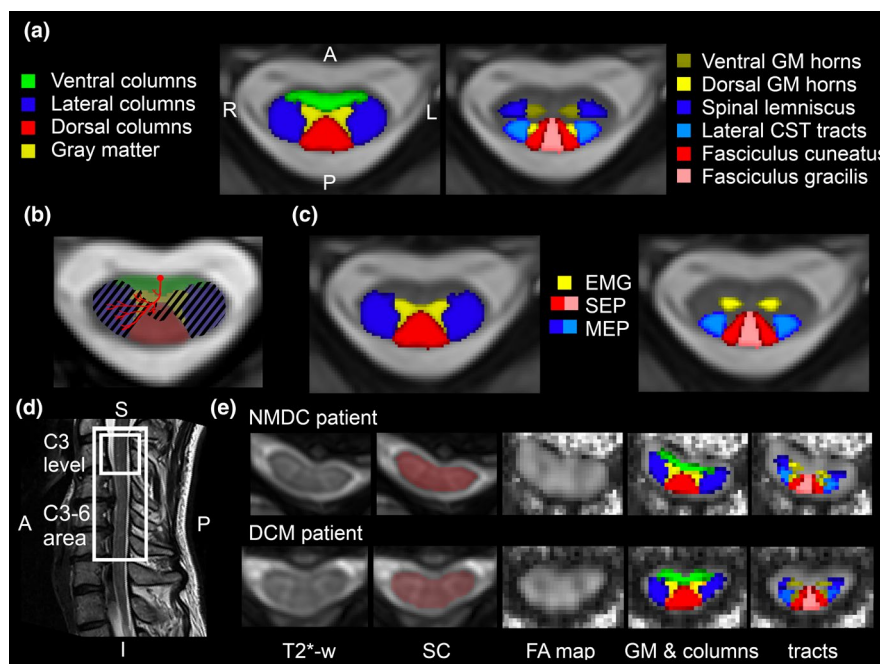 (a)
A
Ventral columns
Lateral columns
Dorsal columns
Gray matter
R
L
P
Ventral GM horns
Dorsal GM horns
Spinal lemniscus
Lateral CST tracts
Fasciculus cuneatus
Fasciculus gracilis
(b)
(c)
EMG
SEP
MEP
(d)
S
C3
level
C3-6
area
A
P
I
(e)
NMDC patient
DCM patient
T2*-w
SC
FA map
GM & columns
tracts